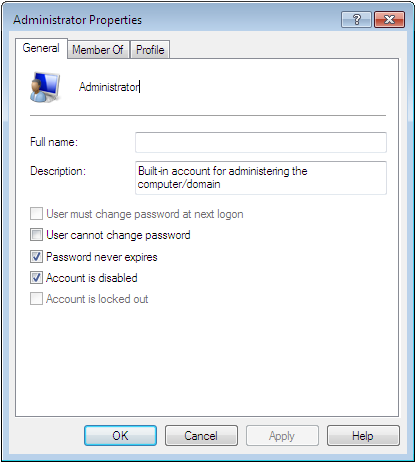 Administrator Properties
?
General
Member Of
Profile
Administrator
Full name:
Description:
Built-in account for administering the
computer/domain
User must change password at next logon
User cannot change password
Password never expires
Account is disabled
Account is locked out
OK
Cancel
Apply
Help